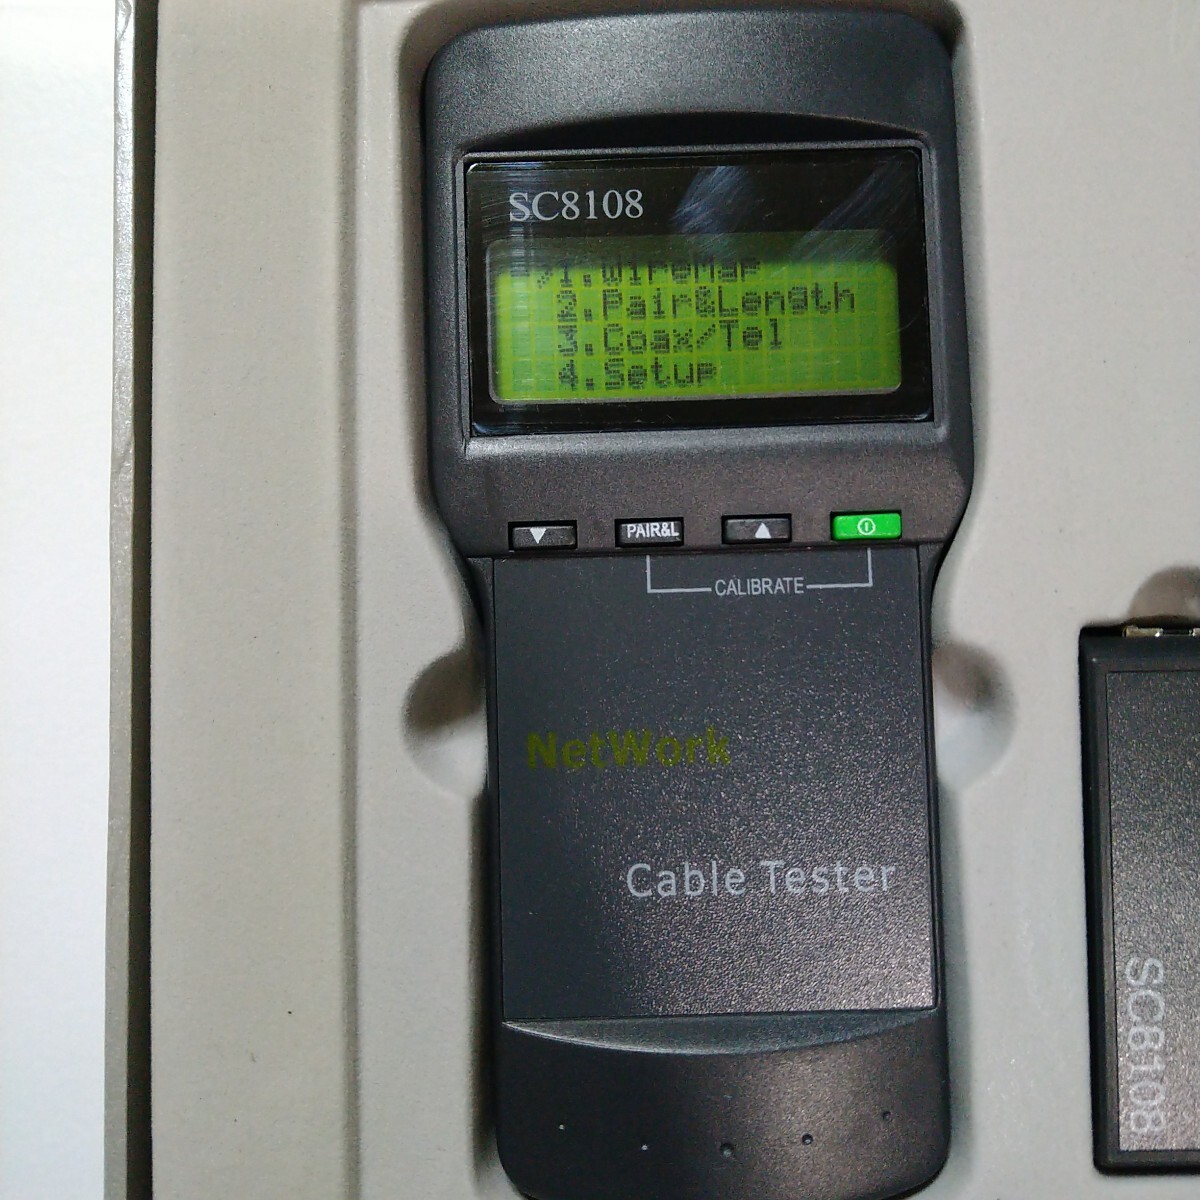 SC8108
1.WireMap
2.Pair&Length
3.Coax/Tel
4.Setup
PAIR&L
CALIBRATE
NetWork
Cable Tester
SC8108